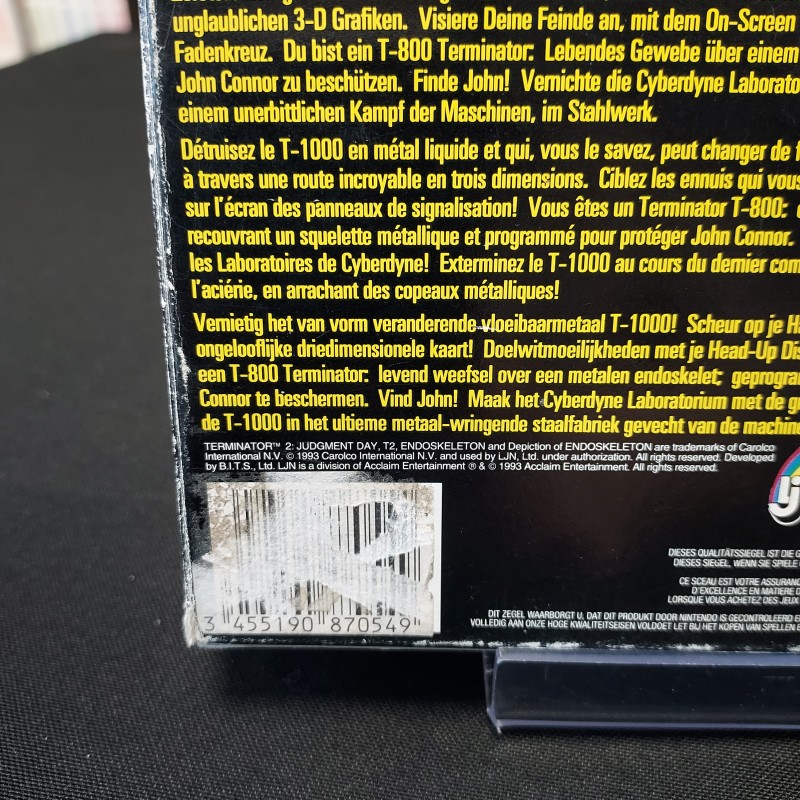 unglaublichen 3-D Grafiken. Visiere Deine Feinde an, mit dem On-Screen
Fadenkreuz. Du bist ein T-800 Terminator: Lebendes Gewebe über einem
John Connor zu beschützen. Finde John! Vernichte die Cyberdyne Laborato
einem unerbittlichen Kampf der Maschinen, im Stahlwerk.
Détruisez le T-1000 en métal liquide et qui, vous le savez, peut changer de f
à travers une route incroyable en trois dimensions. Ciblez les ennuis qui vous
sur l'écran des panneaux de signalisation! Vous êtes un Terminator T-800:
recouvrant un squelette métallique et programmé pour protéger John Connor.
les Laboratoires de Cyberdyne! Exterminez le T-1000 au cours du dernier com
l'aciérie, en arrachant des copeaux métalliques!
Vernietig het van vorm veranderende vloeibaarmetaal T-1000! Scheur op je Ha
ongelooflijke driedimensionele kaart! Doelwitmoeilijkheden met je Head-Up Dis
een T-800 Terminator: levend weefsel over een metalen endoskelet; geprogra
Connor te beschermen. Vind John! Maak het Cyberdyne Laboratorium met de g
de T-1000 in het ultieme metaal-wringende staalfabriek gevecht van de machine
TERMINATOR™ 2: JUDGMENT DAY, T2, ENDOSKELETON and Depiction of ENDOSKELETON are trademarks of Carolco
International N.V. © 1993 Carolco International N.V. and used by LJN, Ltd. under authorization. All rights reserved. Developed
by B.I.T.S., Ltd. LJN is a division of Acclaim Entertainment ® & © 1993 Acclaim Entertainment. All rights reserved.
lj
DIESES QUALITÄTSSIEGEL IST DIE G
DIESES SIEGEL, WENN SIE SPIELE
CE SCEAU EST VOTRE ASSURANC
D'EXCELLENCE EN MATIERE D
LORSQUE VOUS ACHETEZ DES JEUX
DIT ZEGEL WAARBORGT U, DAT DIT PRODUKT DOOR NINTENDO IS GECONTROLEERD E
VOLLEDIG AAN ONZE HOGE KWALITEITSEISEN VOLDOET LET BIJ HET KOPEN VAN SPELLEN E
3 455190 870549